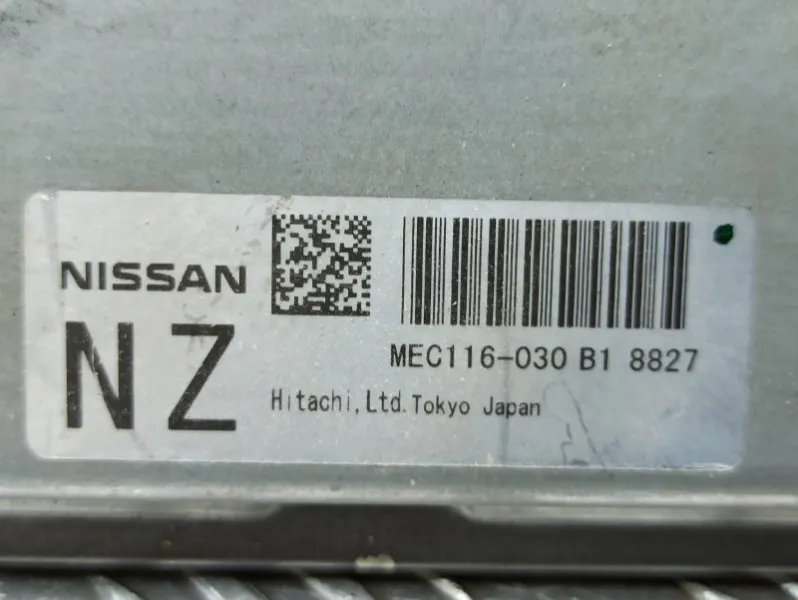 NISSAN
NZ
MEC116-030 B1 8827
Hitachi,Ltd.Tokyo Japan